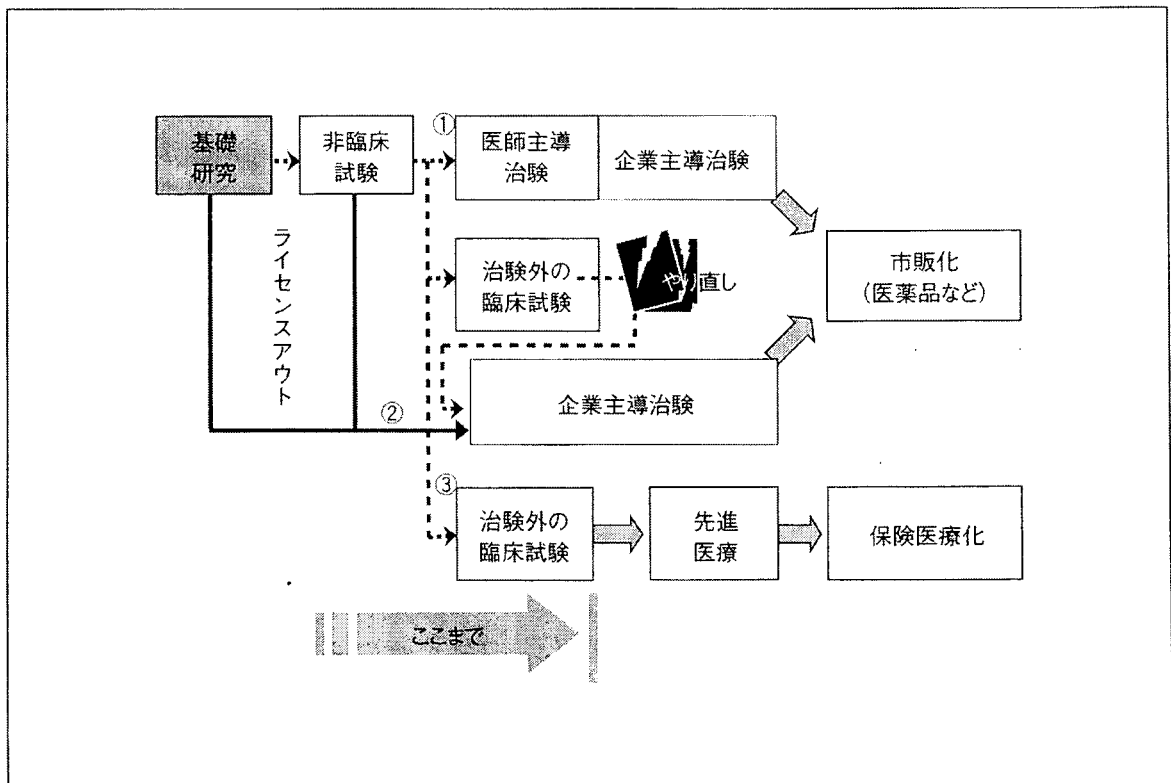 基礎
研究
非臨床
試験
①
医師主導
治験
企業主導治験
ライセンスアウト
治験外の
臨床試験
やり直し
市販化
(医薬品など)
②
企業主導治験
③
治験外の
臨床試験
先進
医療
保険医療化
ここまで